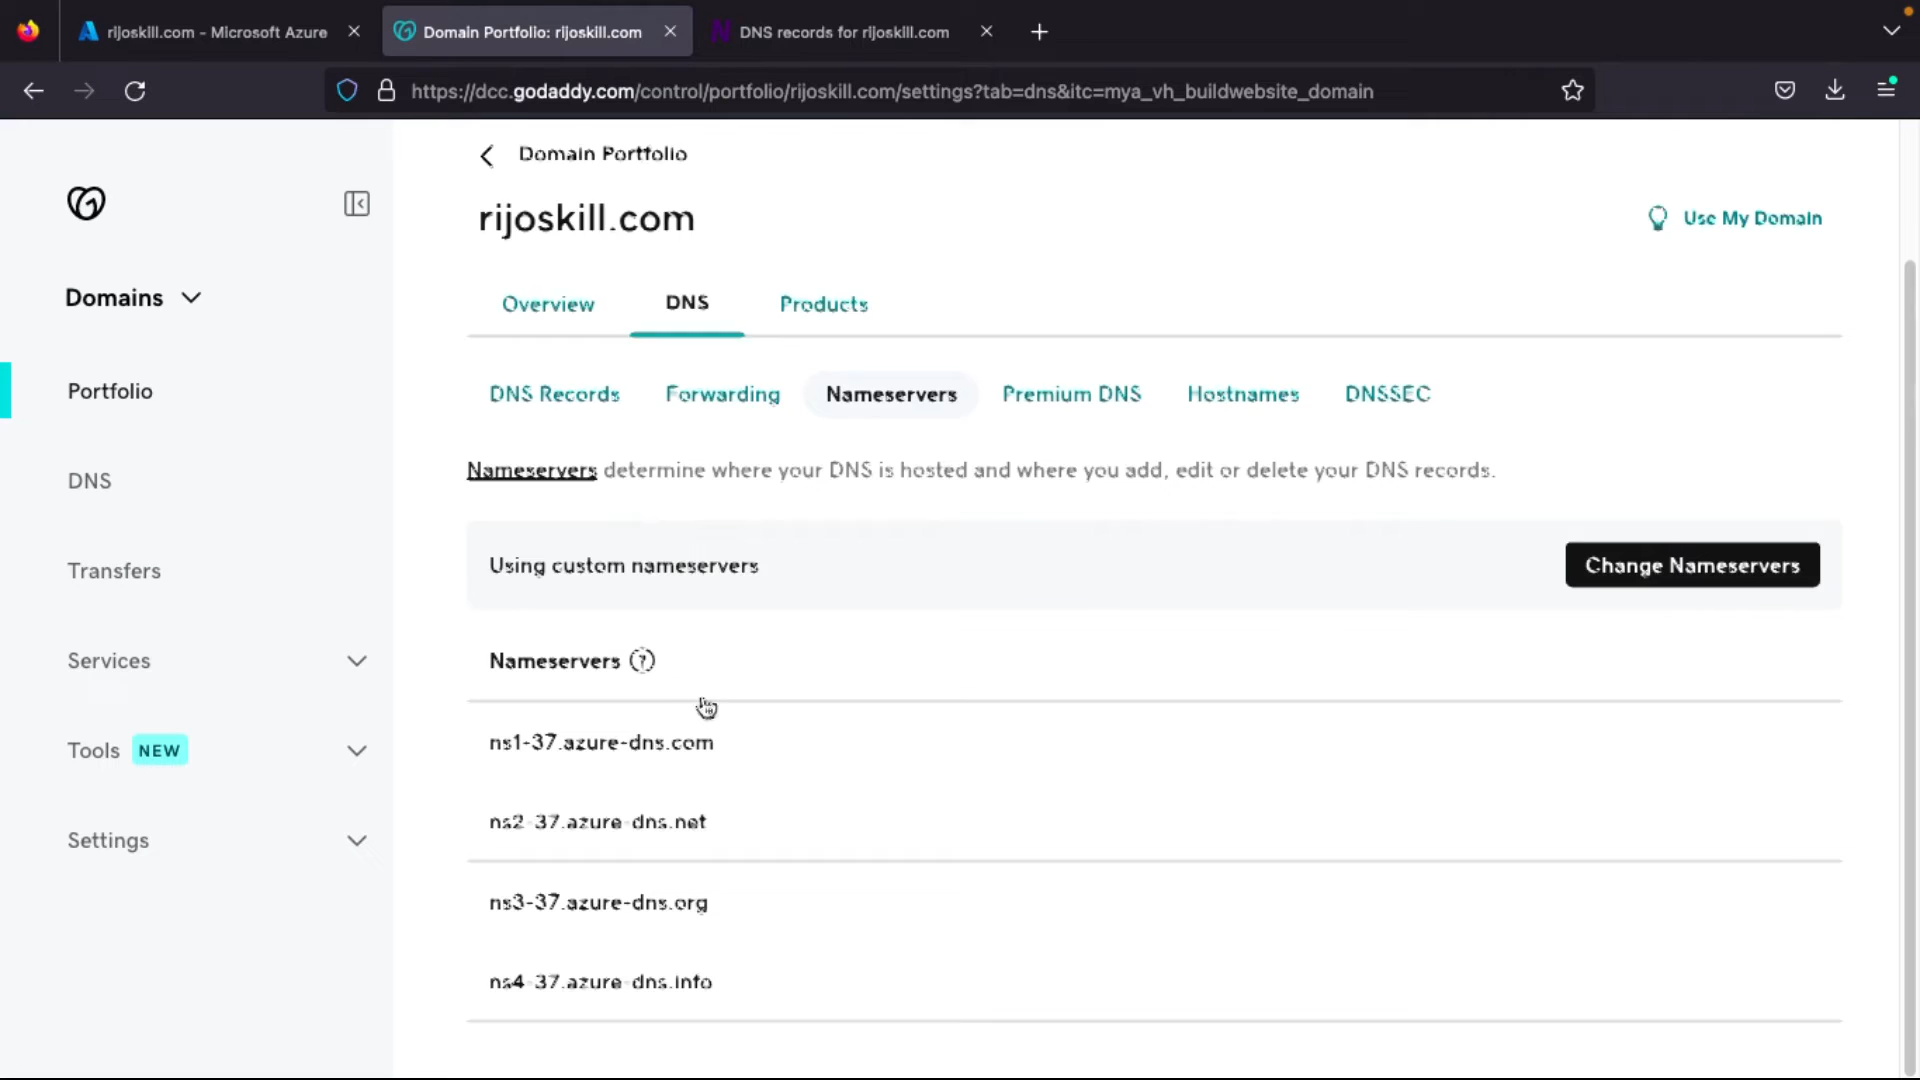 rijoskill.com - Microsoft Azure
Domain Portfolio: rijoskill.com
DNS records for rijoskill.com
https://dcc.godaddy.com/control/portfolio/rijoskill.com/settings?tab=dns&itc=mya_vh_buildwebsite_domain
Domain Portfolio
rijoskill.com
Use My Domain
Domains
Overview
DNS
Products
Portfolio
DNS Records
Forwarding
Nameservers
Premium DNS
Hostnames
DNSSEC
DNS
Nameservers determine where your DNS is hosted and where you add, edit or delete your DNS records.
Transfers
Using custom nameservers
Change Nameservers
Services
Nameservers ?
Tools NEW
ns1-37.azure-dns.com
ns2-37.azure-dns.net
Settings
ns3-37.azure-dns.org
ns4-37.azure-dns.info